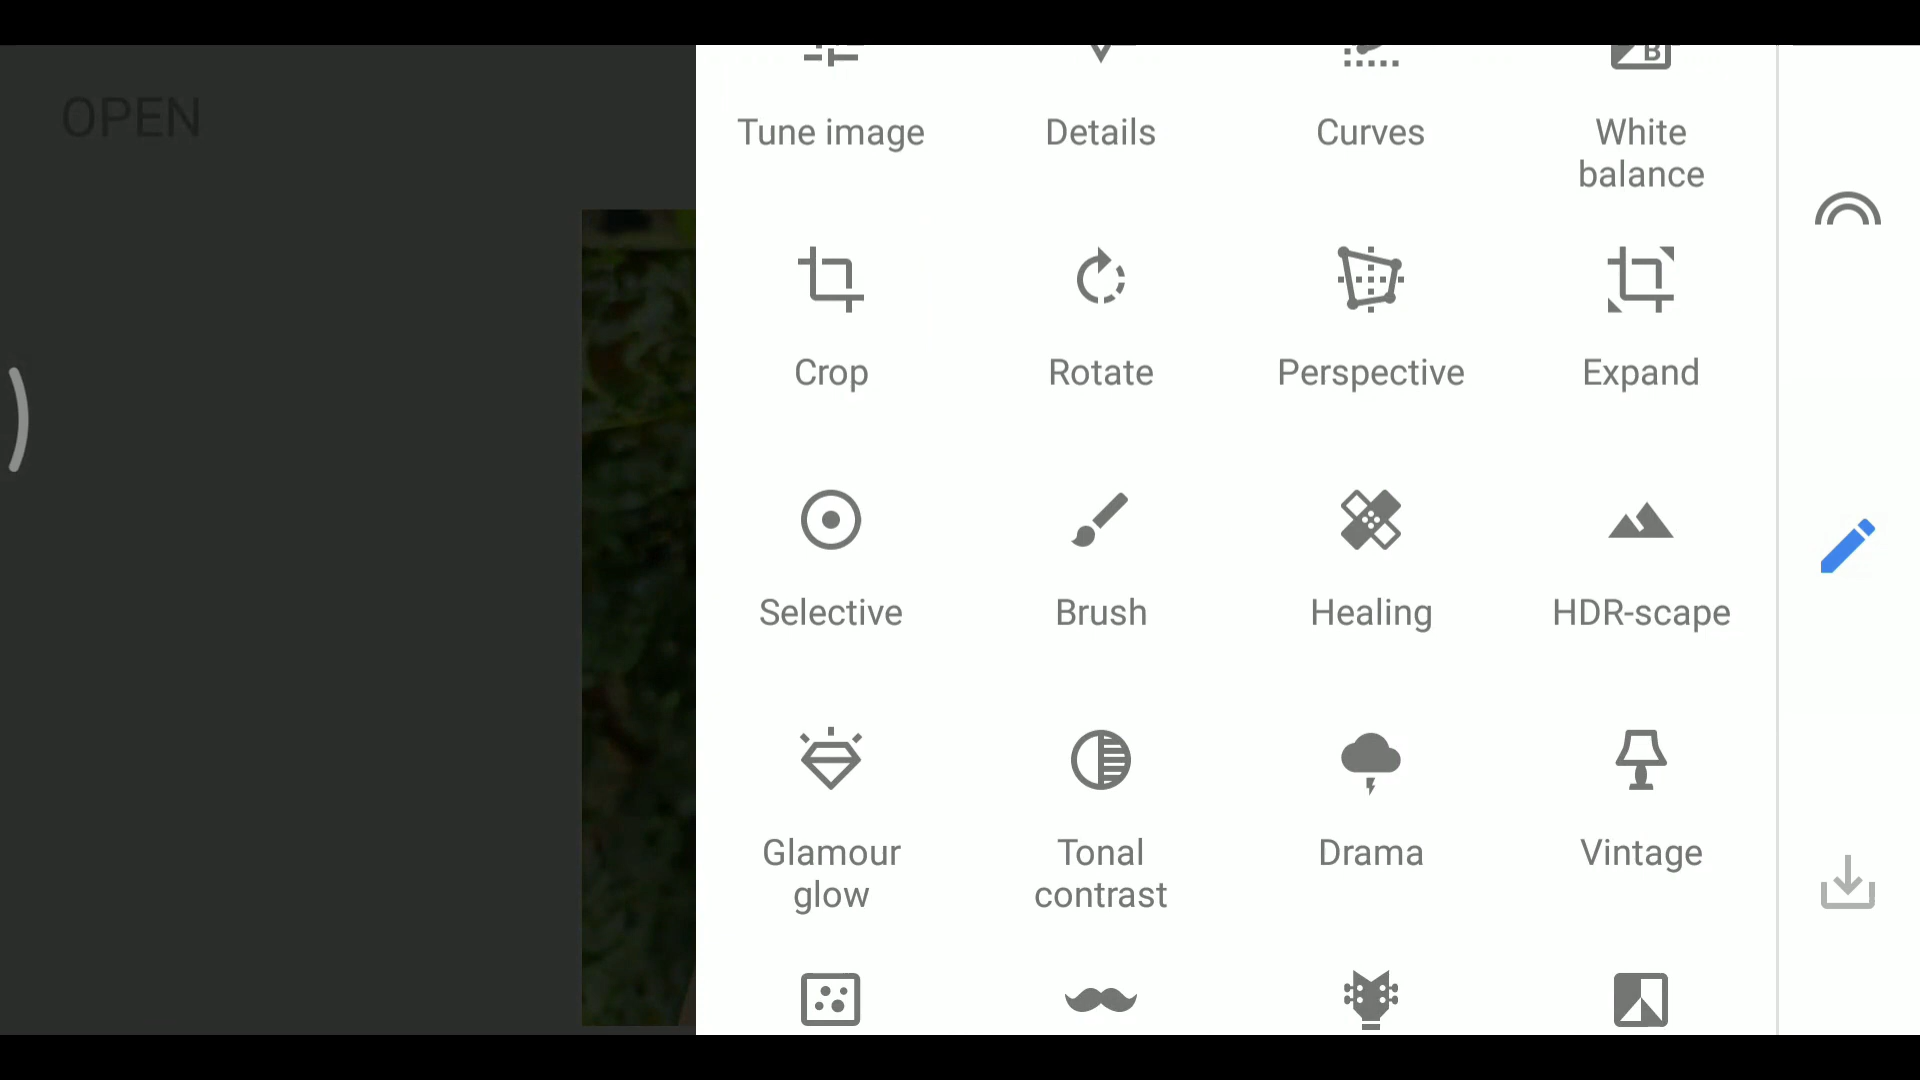 OPEN
Tune image
Details
Curves
White
balance
Crop
Rotate
Perspective
Expand
Selective
Brush
Healing
HDR-scape
Glamour
glow
Tonal
contrast
Drama
Vintage